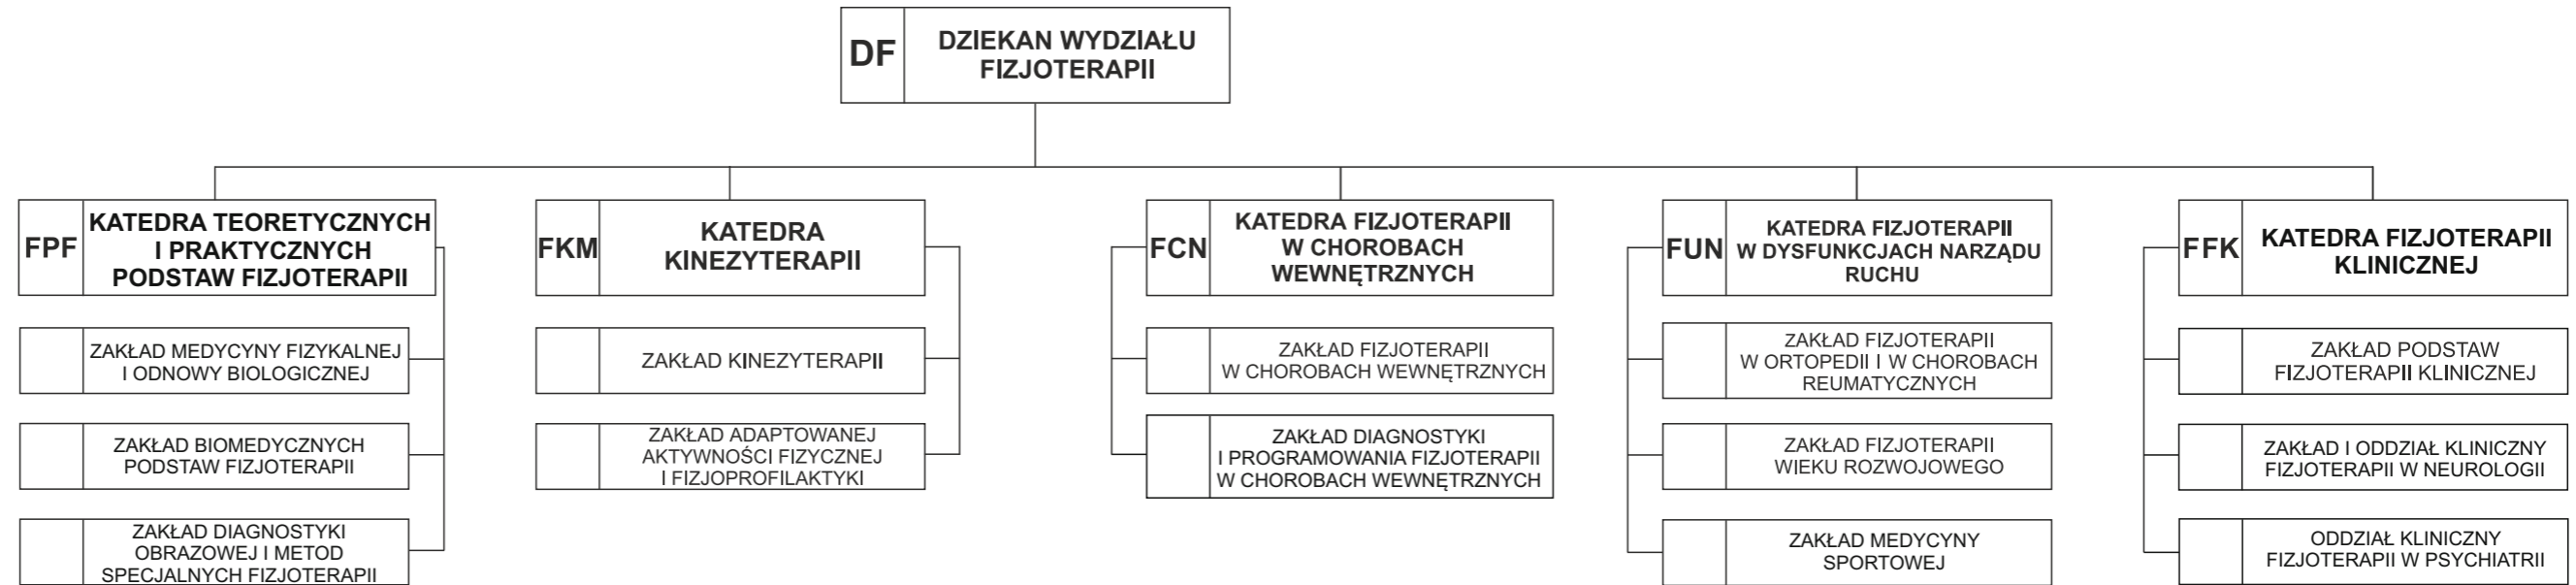 DF
DZIEKAN WYDZIAŁU
FIZJOTERAPII
FPF
KATEDRA TEORETYCZNYCH
I PRAKTYCZNYCH
PODSTAW FIZJOTERAPII
ZAKŁAD MEDYCYNY FIZYKALNEJ
I ODNOWY BIOLOGICZNEJ
ZAKŁAD BIOMEDYCZNYCH
PODSTAW FIZJOTERAPII
ZAKŁAD DIAGNOSTYKI
OBRAZOWEJ I METOD
SPECJALNYCH FIZJOTERAPII
FKM
KATEDRA
KINEZYTERAPII
ZAKŁAD KINEZYTERAPII
ZAKŁAD ADAPTOWANEJ
AKTYWNOŚCI FIZYCZNEJ
I FIZJOPROFILAKTYKI
FCN
KATEDRA FIZJOTERAPII
W CHOROBACH
WEWNĘTRZNYCH
ZAKŁAD FIZJOTERAPII
W CHOROBACH WEWNĘTRZNYCH
ZAKŁAD DIAGNOSTYKI
I PROGRAMOWANIA FIZJOTERAPII
W CHOROBACH WEWNĘTRZNYCH
FUN
KATEDRA FIZJOTERAPII
W DYSFUNKCJACH NARZĄDU
RUCHU
ZAKŁAD FIZJOTERAPII
W ORTOPEDII I W CHOROBACH
REUMATYCZNYCH
ZAKŁAD FIZJOTERAPII
WIEKU ROZWOJOWEGO
ZAKŁAD MEDYCYNY
SPORTOWEJ
FFK
KATEDRA FIZJOTERAPII
KLINICZNEJ
ZAKŁAD PODSTAW
FIZJOTERAPII KLINICZNEJ
ZAKŁAD I ODDZIAŁ KLINICZNY
FIZJOTERAPII W NEUROLOGII
ODDZIAŁ KLINICZNY
FIZJOTERAPII W PSYCHIATRII